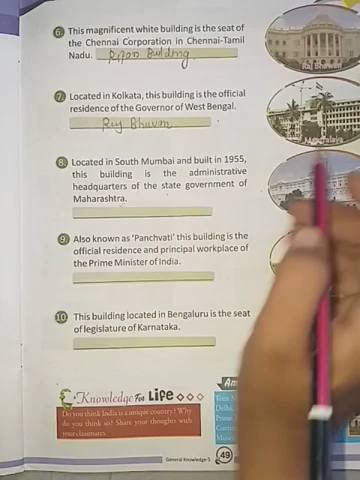 6. This magnificent white building is the seat of
the Chennai Corporation in Chennai-Tamil
Nadu. Ripon Building
Raj Bhawan
7. Located in Kolkata, this building is the official
residence of the Governor of West Bengal.
Raj Bhavan
Mantralaya
8. Located in South Mumbai and built in 1955,
this building is the administrative
headquarters of the state government of
Maharashtra.
9. Also known as 'Panchvati' this building is the
official residence and principal workplace of
the Prime Minister of India.
10. This building located in Bengaluru is the seat
of legislature of Karnataka.
Knowledge For Life
Do you think India is a unique country? Why
do you think so? Share your thoughts with
your classmates.
Teen M
Delhi,
Prime
General Knowledge-5
49